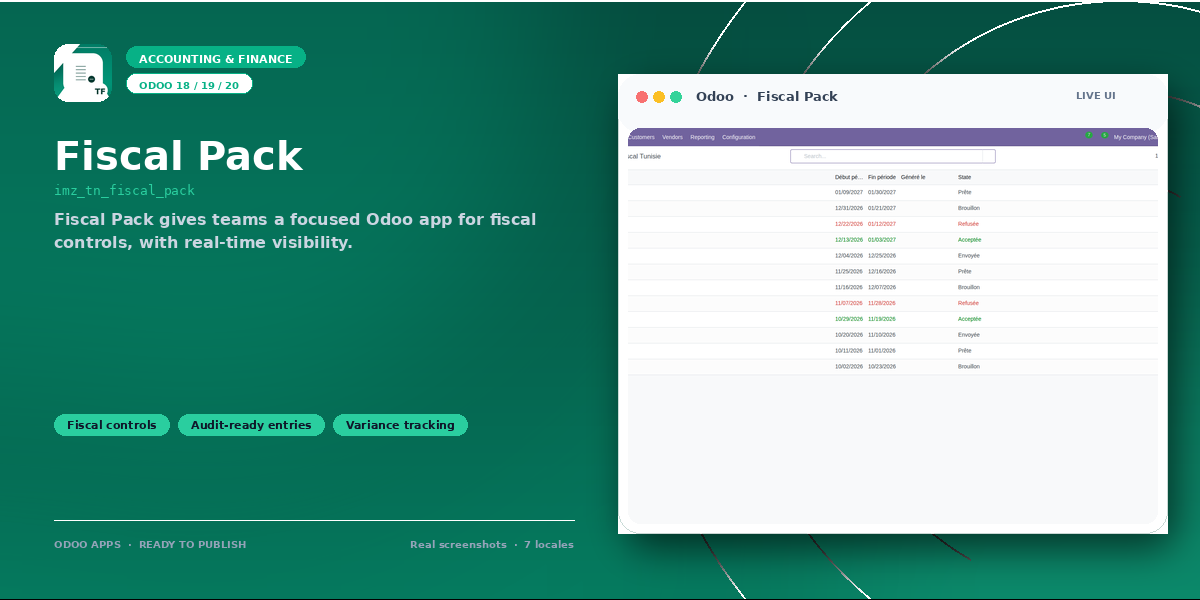 TF
ACCOUNTING & FINANCE
ODOO 18 / 19 / 20
Fiscal Pack
imz_tn_fiscal_pack
Fiscal Pack gives teams a focused Odoo app for fiscal
controls, with real-time visibility.
Fiscal controls
Audit-ready entries
Variance tracking
ODOO APPS · READY TO PUBLISH
Real screenshots · 7 locales
Odoo · Fiscal Pack
LIVE UI
ustomers Vendors Reporting Configuration My Company (Sa
cal Tunisie Search... 1
Début pé... Fin période Généré le State
01/09/2027 01/30/2027 Prête
12/31/2026 01/21/2027 Brouillon
12/22/2026 01/12/2027 Refusée
12/13/2026 01/03/2027 Acceptée
12/04/2026 12/25/2026 Envoyée
11/25/2026 12/16/2026 Prête
11/16/2026 12/07/2026 Brouillon
11/07/2026 11/28/2026 Refusée
10/29/2026 11/19/2026 Acceptée
10/20/2026 11/10/2026 Envoyée
10/11/2026 11/01/2026 Prête
10/02/2026 10/23/2026 Brouillon